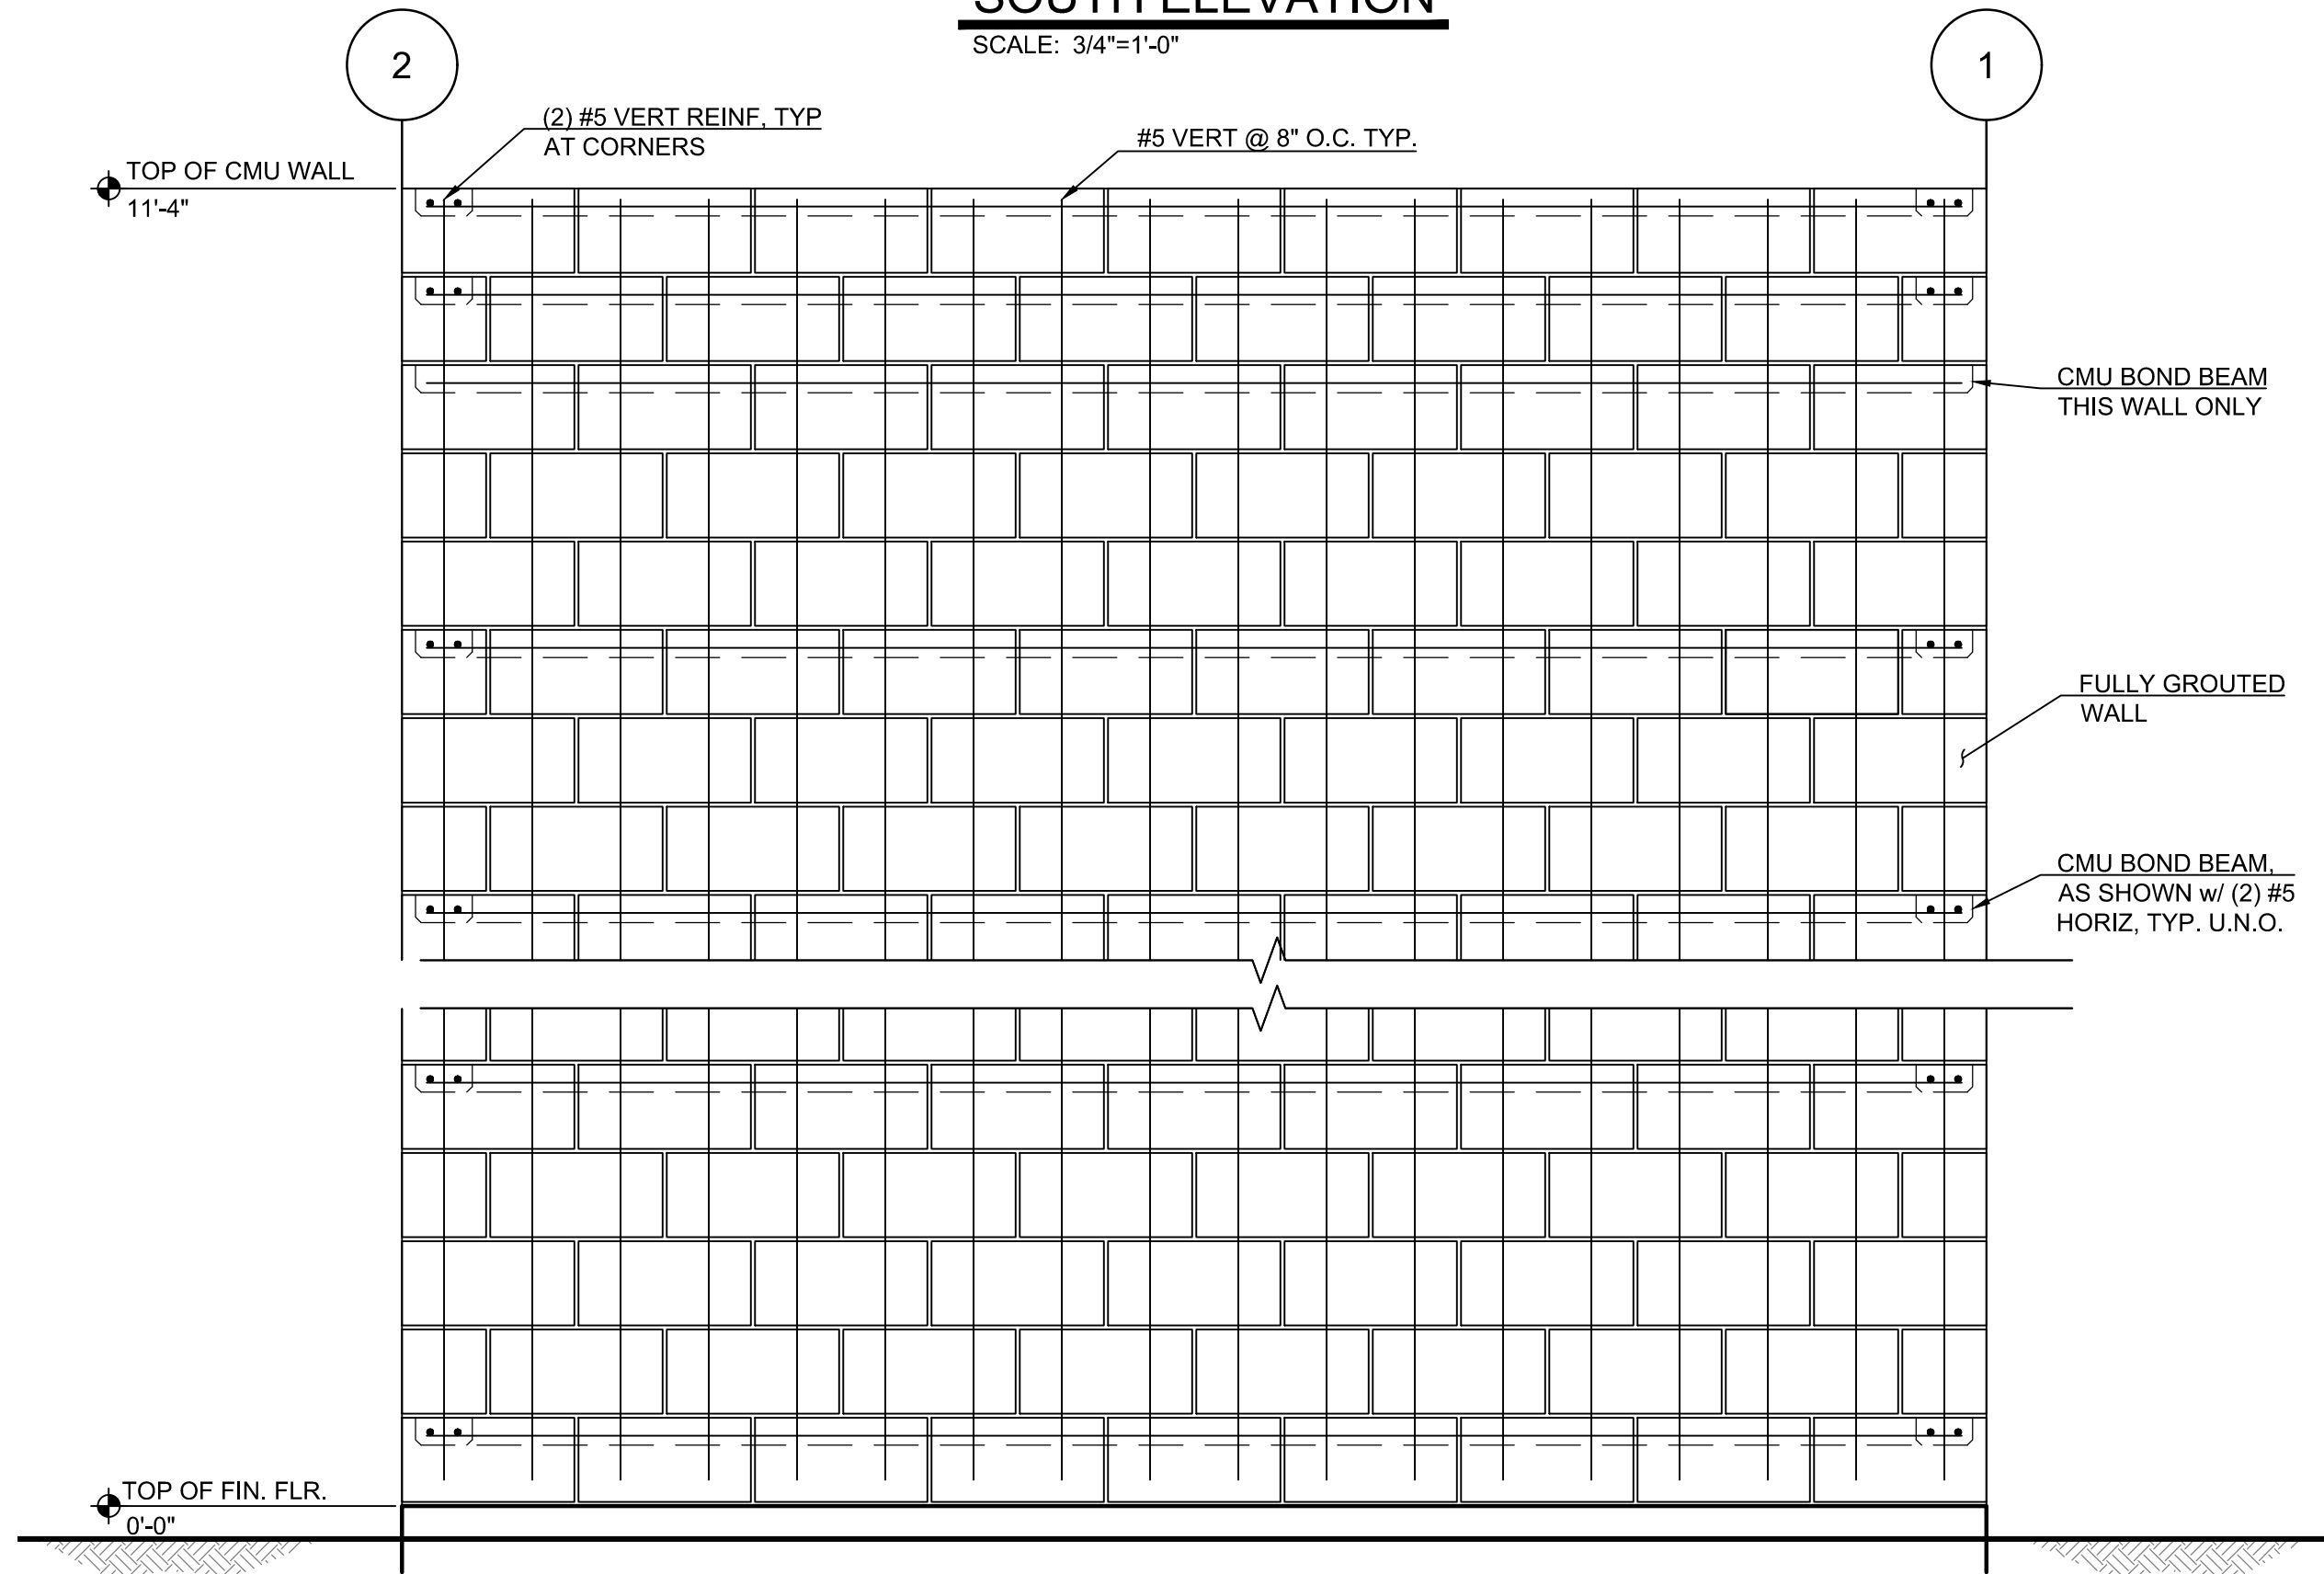 SOUTH ELEVATION
SCALE: 3/4"=1'-0"
2
1
(2) #5 VERT REINF, TYP
AT CORNERS
#5 VERT @ 8" O.C. TYP.
TOP OF CMU WALL
11'-4"
CMU BOND BEAM
THIS WALL ONLY
FULLY GROUTED
WALL
CMU BOND BEAM,
AS SHOWN w/ (2) #5
HORIZ, TYP. U.N.O.
TOP OF FIN. FLR.
0'-0"